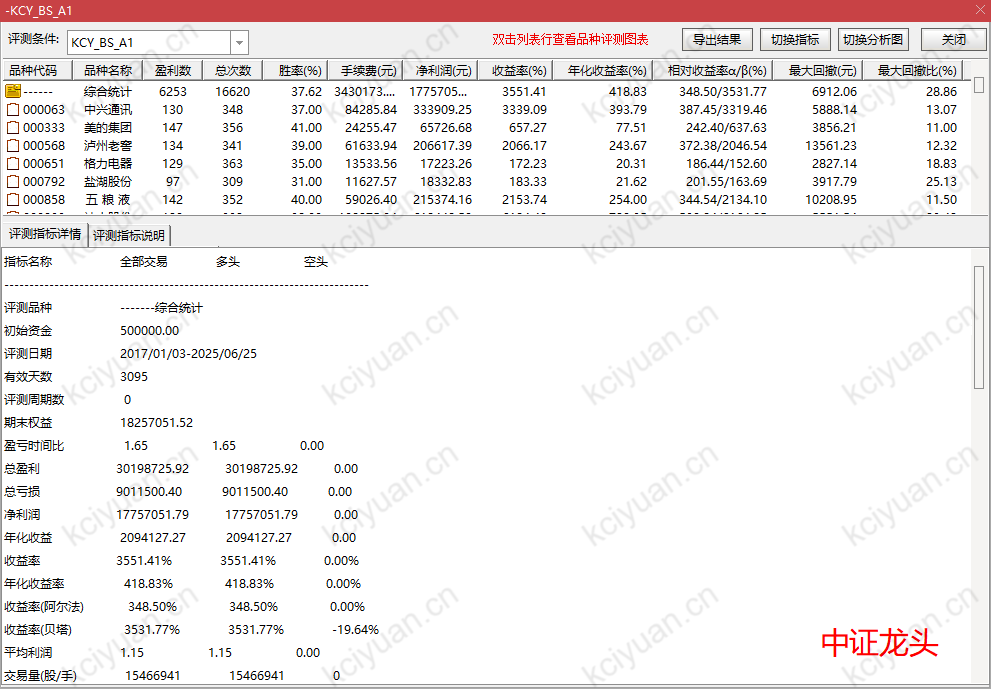 -KCY_BS_A1
评测条件: KCY_BS_A1 双击列表行查看品种评测图表 导出结果 切换指标 切换分析图 关闭
品种代码 品种名称 盈利数 总次数 胜率(%) 手续费(元) 净利润(元) 收益率(%) 年化收益率(%) 相对收益率α/β(%) 最大回撤(元) 最大回撤比(%)
------ 综合统计 6253 16620 37.62 3430173.... 1775705... 3551.41 418.83 348.50/3531.77 6912.06 28.86
000063 中兴通讯 130 348 37.00 84285.84 333909.25 3339.09 393.79 387.45/3319.46 5888.14 13.07
000333 美的集团 147 356 41.00 24255.47 65726.68 657.27 77.51 242.40/637.63 3856.21 11.00
000568 泸州老窖 134 341 39.00 61633.94 206617.39 2066.17 243.67 372.38/2046.54 13561.23 12.32
000651 格力电器 129 363 35.00 13533.56 17223.26 172.23 20.31 186.44/152.60 2827.14 18.83
000792 盐湖股份 97 309 31.00 11627.57 18332.83 183.33 21.62 201.55/163.69 3917.79 25.13
000858 五 粮 液 142 352 40.00 59026.40 215374.16 2153.74 254.00 344.54/2134.10 10208.95 11.50
评测指标详情 评测指标说明
指标名称 全部交易 多头 空头
------------------------------------------------------------------------
评测品种 -------综合统计
初始资金 500000.00
评测日期 2017/01/03-2025/06/25
有效天数 3095
评测周期数 0
期末权益 18257051.52
盈亏时间比 1.65 1.65 0.00
总盈利 30198725.92 30198725.92 0.00
总亏损 9011500.40 9011500.40 0.00
净利润 17757051.79 17757051.79 0.00
年化收益 2094127.27 2094127.27 0.00
收益率 3551.41% 3551.41% 0.00%
年化收益率 418.83% 418.83% 0.00%
收益率(阿尔法) 348.50% 348.50% 0.00%
收益率(贝塔) 3531.77% 3531.77% -19.64%
平均利润 1.15 1.15 0.00
交易量(股/手) 15466941 15466941 0
中证龙头
kciyuan.cn